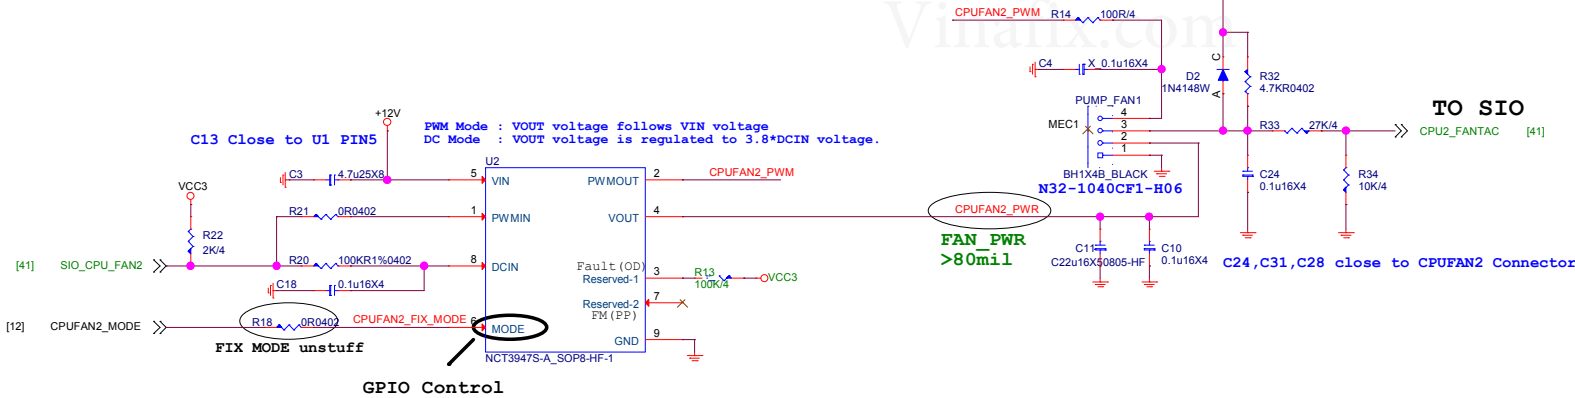 Vinafix.com
CPUFAN2_PWM
R14 100R/4
C4 X_0.1u16X4
D2
1N4148W
C
A
R32
4.7KR0402
PUMP_FAN1
MEC1
4
3
2
1
BH1X4B_BLACK
N32-1040CF1-H06
R33 27K/4
TO SIO
CPU2_FANTAC [41]
C24
0.1u16X4
R34
10K/4
+12V
C13 Close to U1 PIN5
PWM Mode : VOUT voltage follows VIN voltage
DC Mode : VOUT voltage is regulated to 3.8*DCIN voltage.
U2
C3 4.7u25X8
5 VIN
PWMOUT 2
CPUFAN2_PWM
VCC3
R22
2K/4
R21 0R0402
1 PWMIN
VOUT 4
CPUFAN2_PWR
FAN_PWR
>80mil
C11
C22u16X50805-HF
C10
0.1u16X4
C24,C31,C28 close to CPUFAN2 Connector
[41] SIO_CPU_FAN2
R20 100KR1%0402
8 DCIN
Fault(OD)
Reserved-1
3
R13
100K/4
VCC3
C18 0.1u16X4
Reserved-2
FM(PP)
7
[12] CPUFAN2_MODE
R18 0R0402
CPUFAN2_FIX_MODE
6 MODE
GND 9
FIX MODE unstuff
NCT3947S-A_SOP8-HF-1
GPIO Control